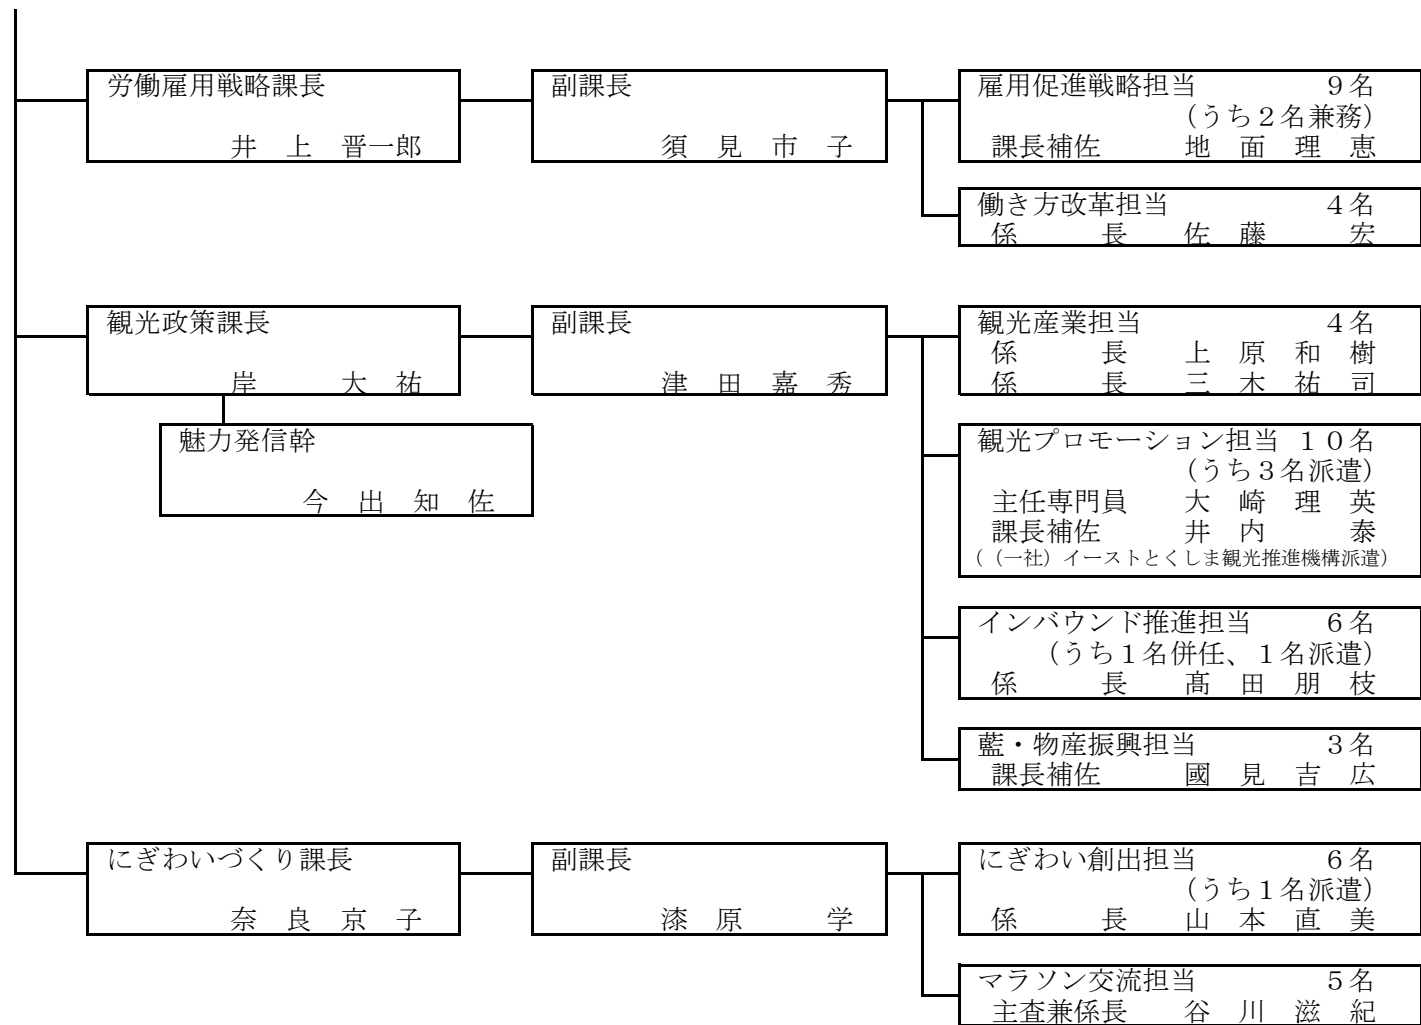 労働雇用戦略課長
井上晋一郎
副課長
須見市子
雇用促進戦略担当 ９名
（うち２名兼務）
課長補佐 地面理恵
働き方改革担当 ４名
係長 佐藤宏
観光政策課長
岸大祐
魅力発信幹
今出知佐
副課長
津田嘉秀
観光産業担当 ４名
係長 上原和樹
係長 三木祐司
観光プロモーション担当 １０名
（うち３名派遣）
主任専門員 大崎理英
課長補佐 井内泰
（（一社）イーストとくしま観光推進機構派遣）
インバウンド推進担当 ６名
（うち１名併任、１名派遣）
係長 髙田朋枝
藍・物産振興担当 ３名
課長補佐 國見吉広
にぎわいづくり課長
奈良京子
副課長
漆原学
にぎわい創出担当 ６名
（うち１名派遣）
係長 山本直美
マラソン交流担当 ５名
主査兼係長 谷川滋紀